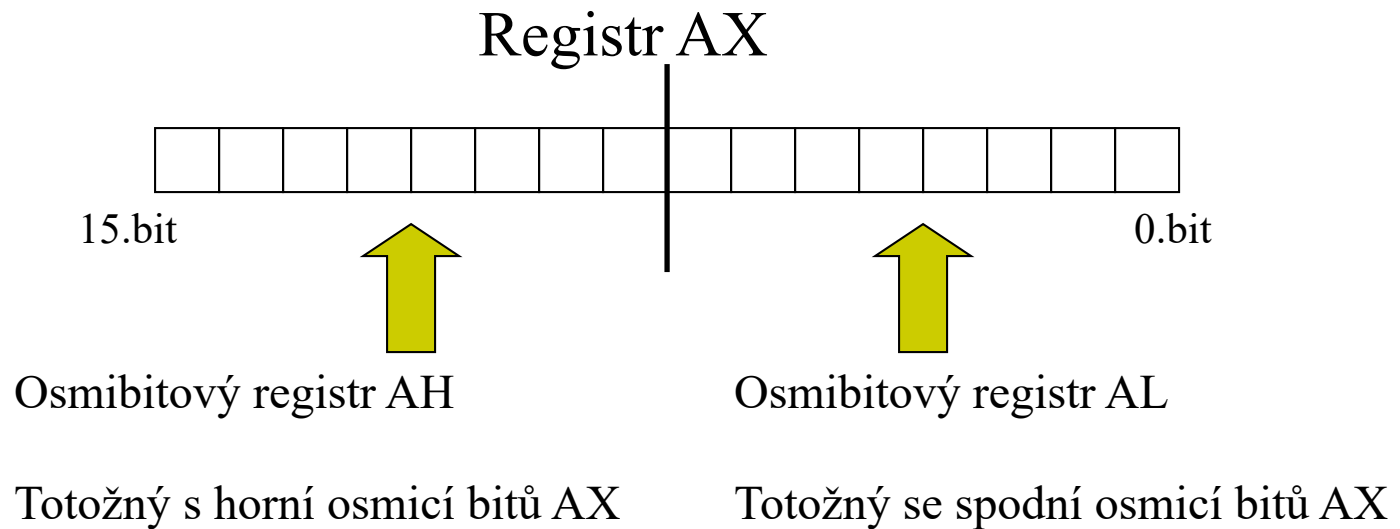 Registr AX
15.bit
0.bit
Osmibitový registr AH
Osmibitový registr AL
Totožný s horní osmicí bitů AX
Totožný se spodní osmicí bitů AX